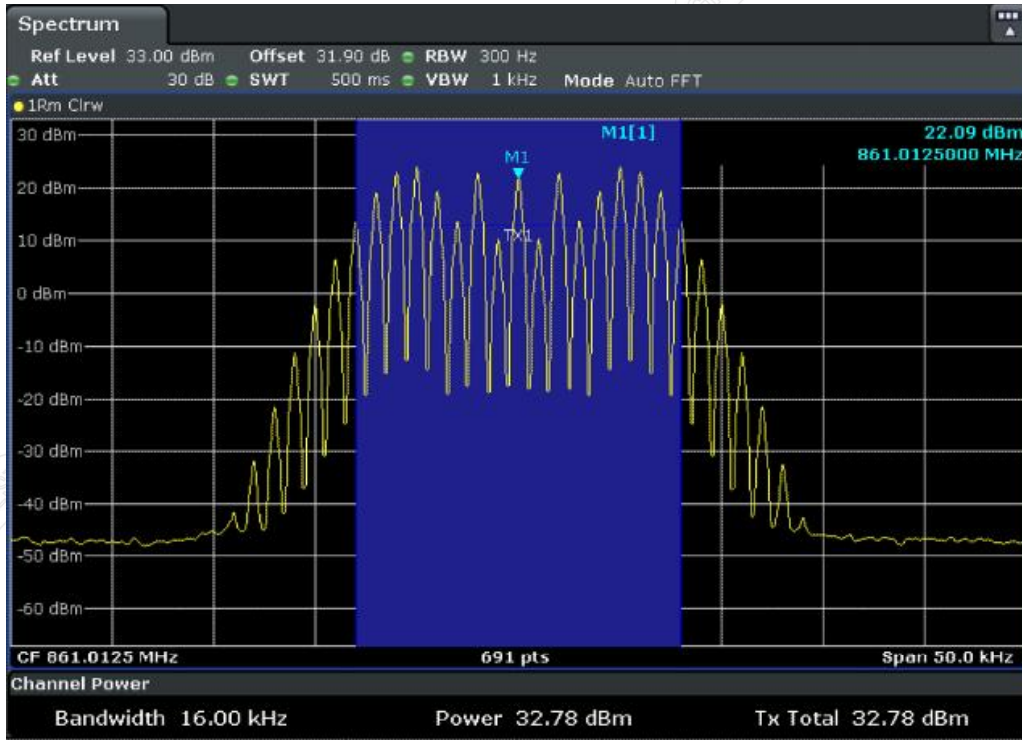 Spectrum
Ref Level 33.00 dBm Offset 31.90 dB RBW 300 Hz
Att 30 dB SWT 500 ms VBW 1 kHz Mode Auto FFT
1Rm Clrw
30 dBm M1[1] 22.09 dBm
861.0125000 MHz
M1
20 dBm
TX1
10 dBm
0 dBm
-10 dBm
-20 dBm
-30 dBm
-40 dBm
-50 dBm
-60 dBm
CF 861.0125 MHz 691 pts Span 50.0 kHz
Channel Power
Bandwidth 16.00 kHz Power 32.78 dBm Tx Total 32.78 dBm